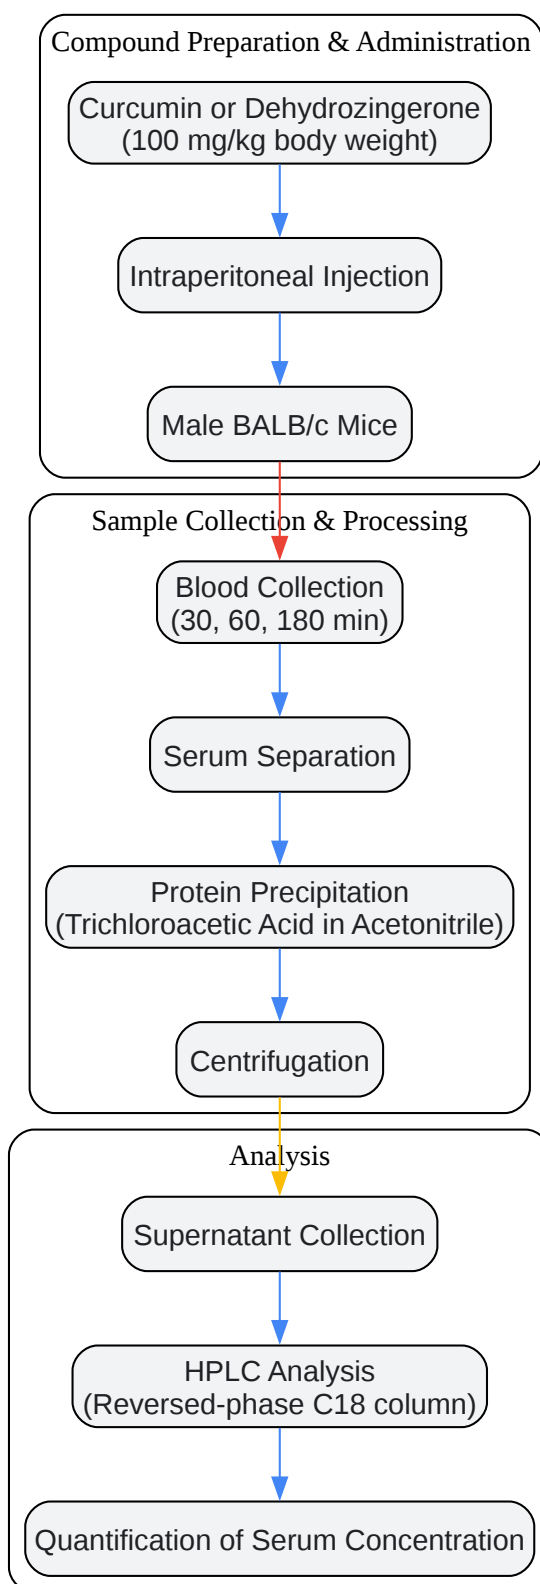 Compound Preparation & Administration
Curcumin or Dehydrozingerone
(100 mg/kg body weight)
Intraperitoneal Injection
Male BALB/c Mice
Sample Collection & Processing
Blood Collection
(30, 60, 180 min)
Serum Separation
Protein Precipitation
(Trichloroacetic Acid in Acetonitrile)
Centrifugation
Analysis
Supernatant Collection
HPLC Analysis
(Reversed-phase C18 column)
Quantification of Serum Concentration